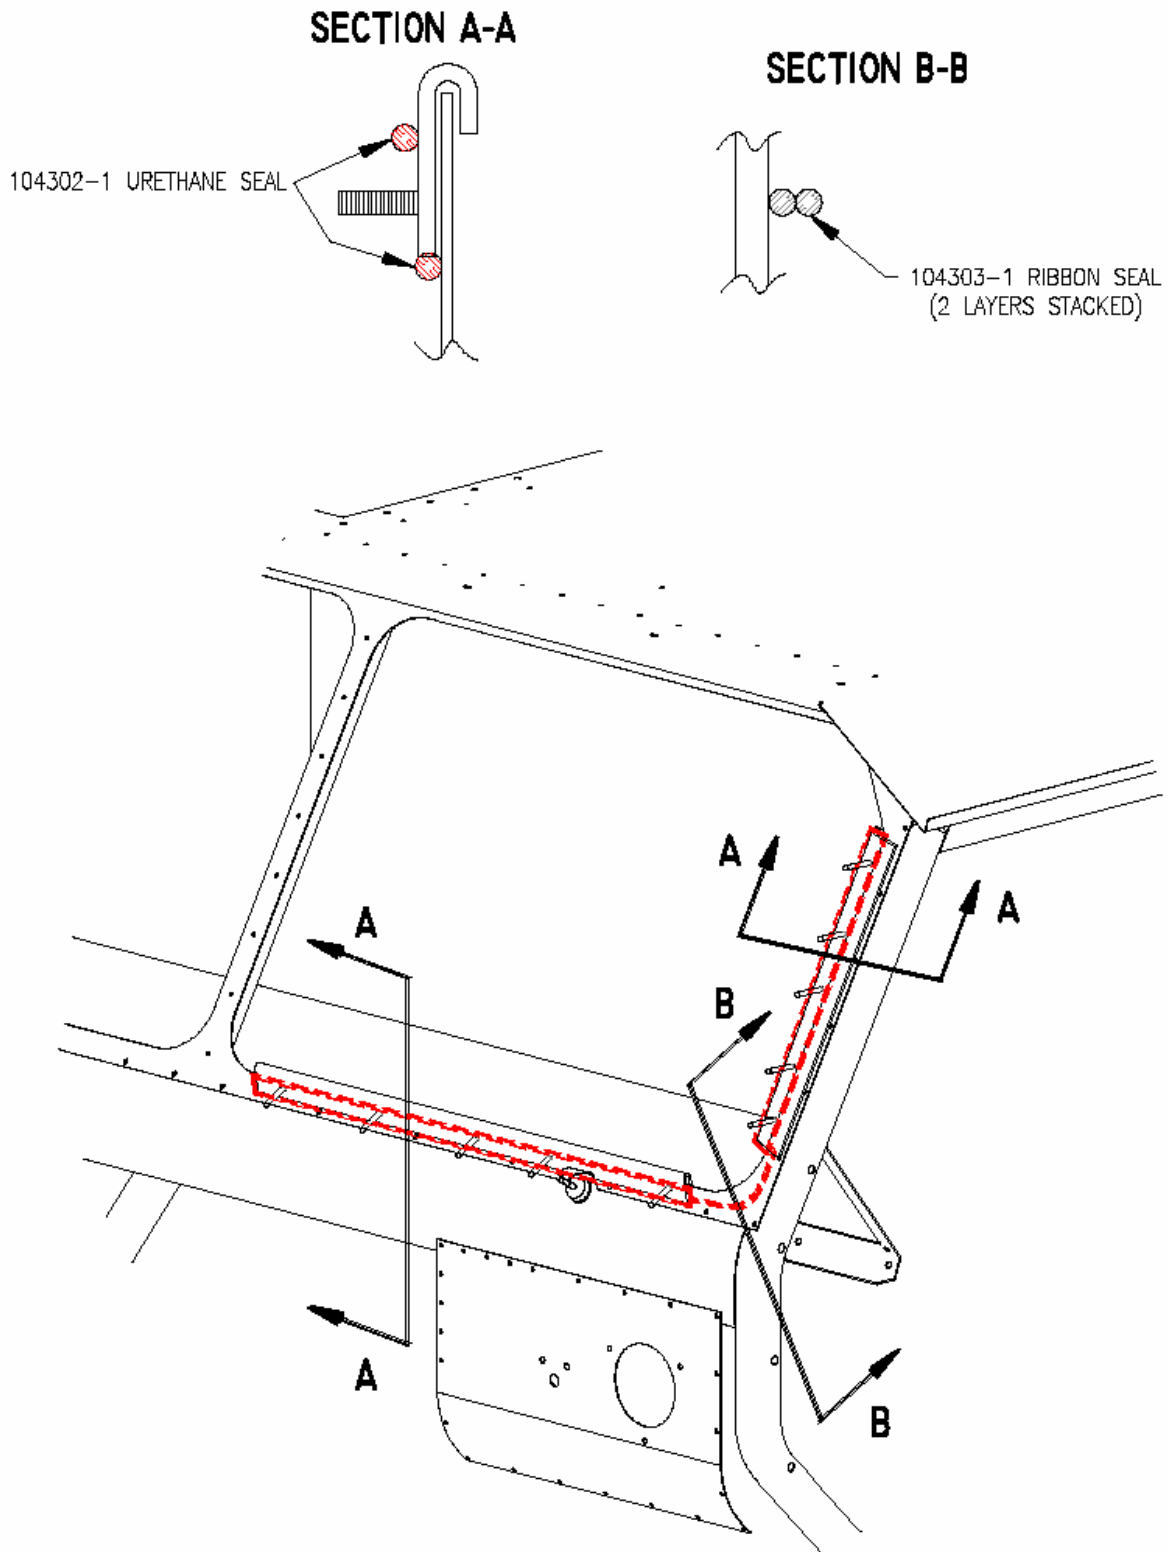 SECTION A-A
SECTION B-B
104302-1 URETHANE SEAL
104303-1 RIBBON SEAL
(2 LAYERS STACKED)
A
A
A
B
A
B